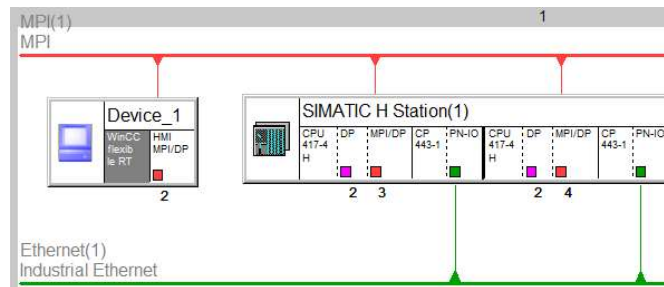 MPI(1)
MPI
1
Device_1
WinCC
flexib
le RT
HMI
MPI/DP
2
SIMATIC H Station(1)
CPU
417-4
H
DP
MPI/DP
CP
443-1
PN-IO
CPU
417-4
H
DP
MPI/DP
CP
443-1
PN-IO
2 3
2 4
Ethernet(1)
Industrial Ethernet